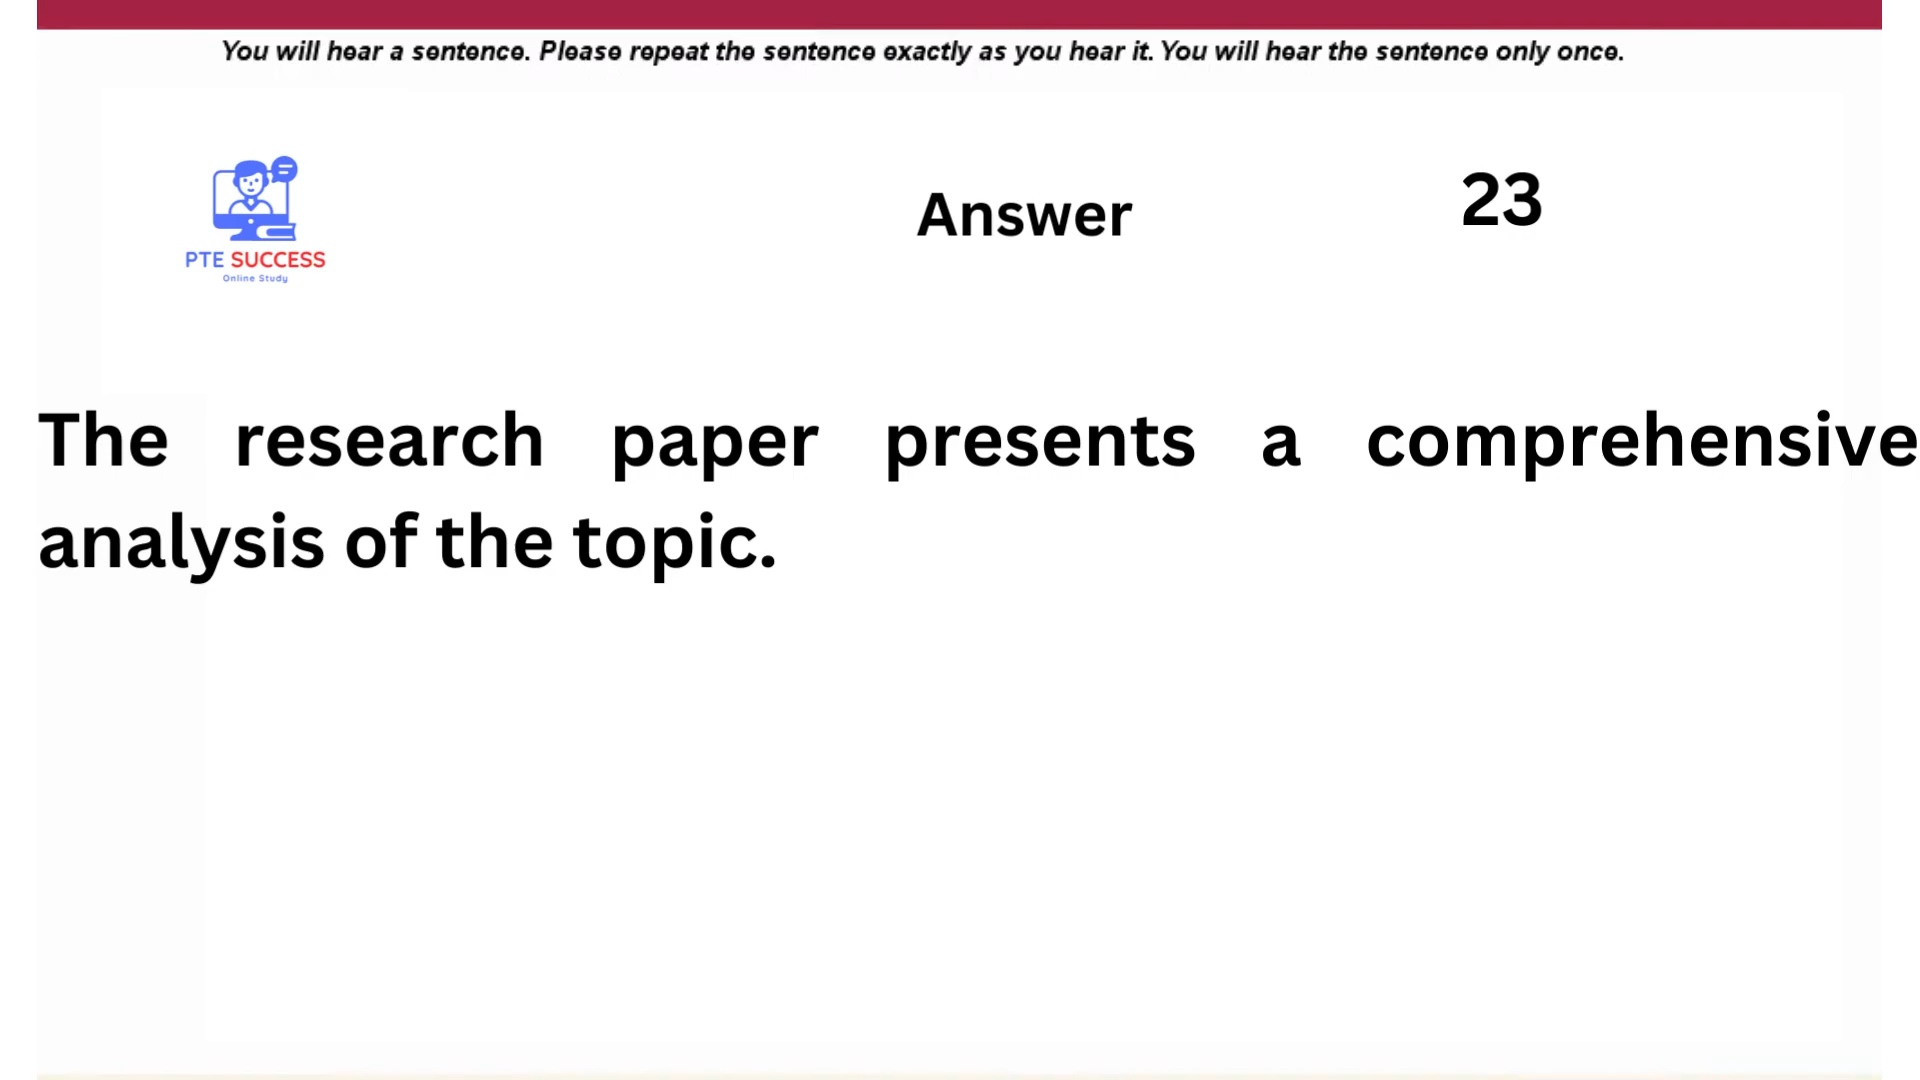 You will hear a sentence. Please repeat the sentence exactly as you hear it. You will hear the sentence only once.
PTE SUCCESS
Online Study
Answer
23
The research paper presents a comprehensive
analysis of the topic.